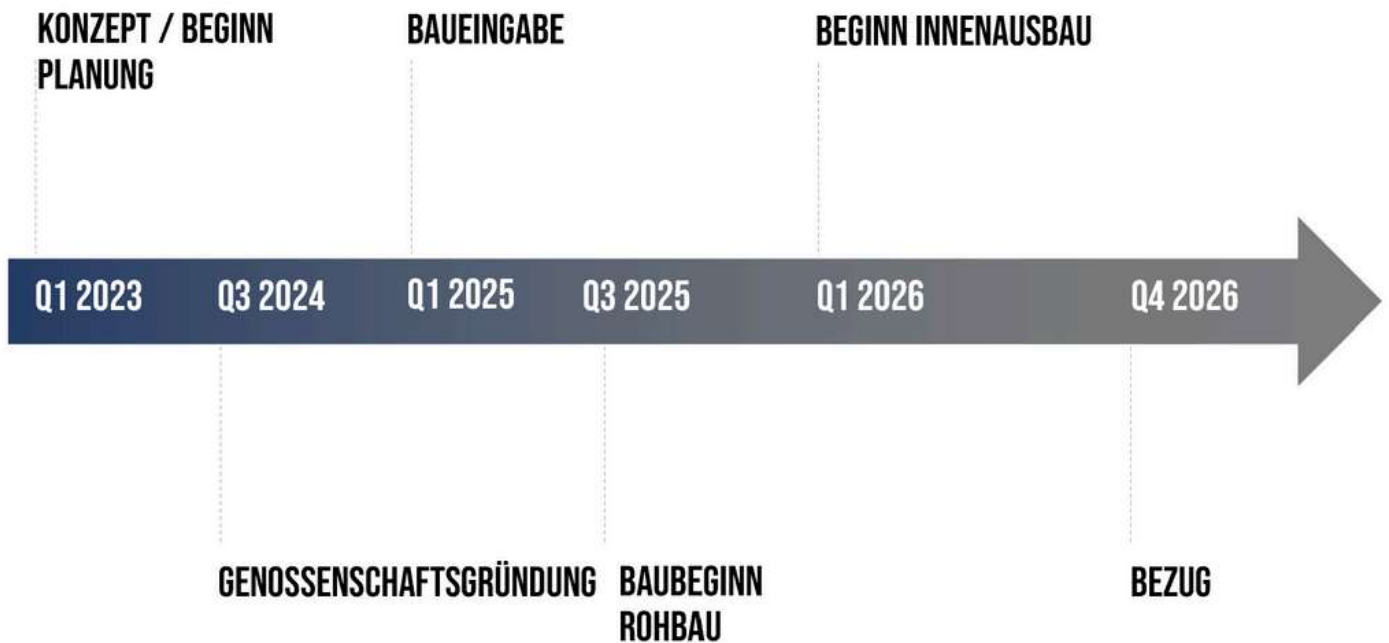 KONZEPT / BEGINN
PLANUNG
BAUEINGABE
BEGINN INNENAUSBAU
Q1 2023
Q3 2024
Q1 2025
Q3 2025
Q1 2026
Q4 2026
GENOSSENSCHAFTSGRÜNDUNG
BAUBEGINN
ROHBAU
BEZUG